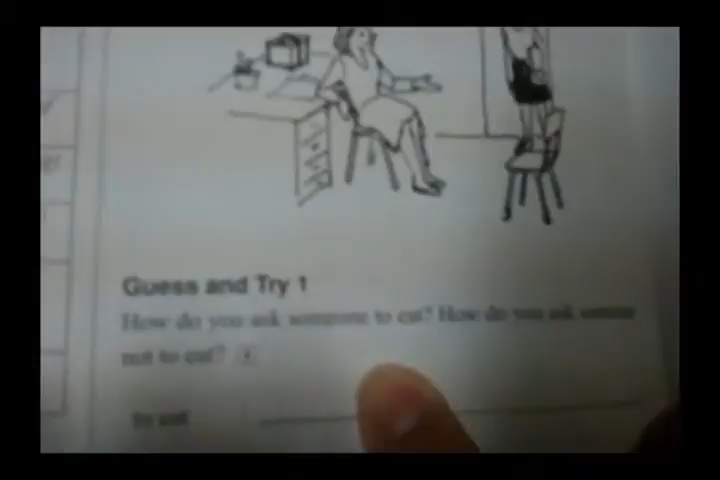 Guess and Try 1
How do you ask someone to eat? How do you ask someone
not to eat?
to eat